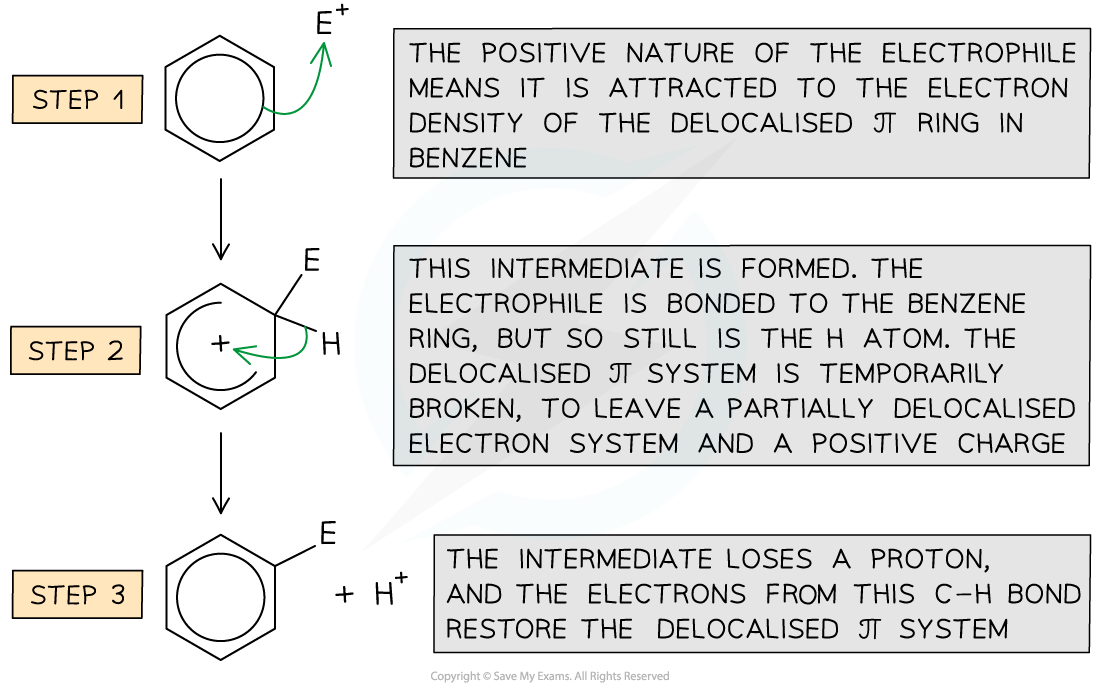 E+
STEP 1
THE POSITIVE NATURE OF THE ELECTROPHILE
MEANS IT IS ATTRACTED TO THE ELECTRON
DENSITY OF THE DELOCALISED π RING IN
BENZENE
E
+
H
STEP 2
THIS INTERMEDIATE IS FORMED. THE
ELECTROPHILE IS BONDED TO THE BENZENE
RING, BUT SO STILL IS THE H ATOM. THE
DELOCALISED π SYSTEM IS TEMPORARILY
BROKEN, TO LEAVE A PARTIALLY DELOCALISED
ELECTRON SYSTEM AND A POSITIVE CHARGE
E
STEP 3
+ H+
THE INTERMEDIATE LOSES A PROTON,
AND THE ELECTRONS FROM THIS C-H BOND
RESTORE THE DELOCALISED π SYSTEM
Copyright © Save My Exams. All Rights Reserved